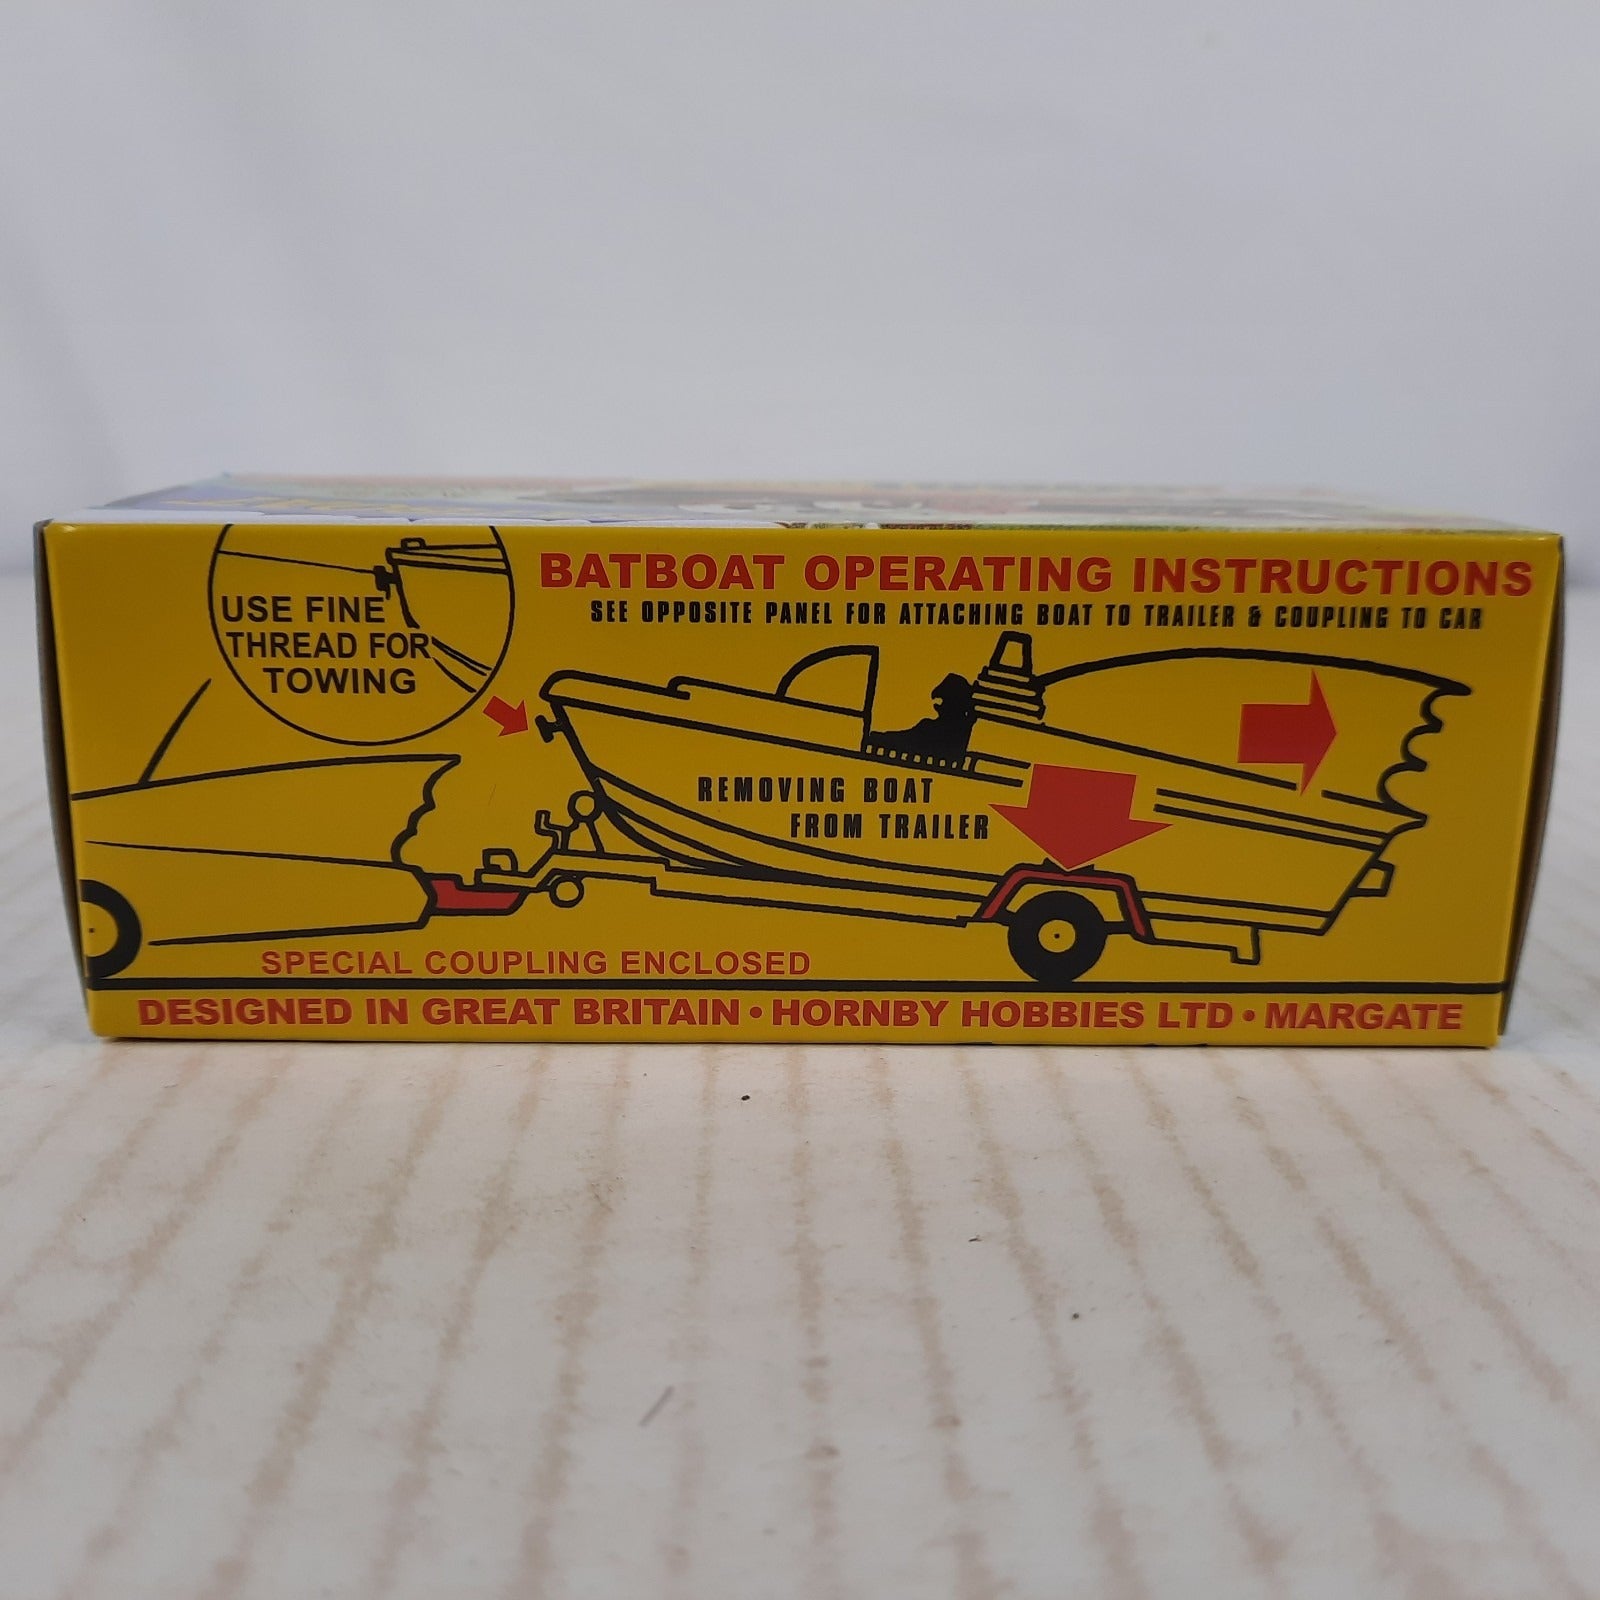 BATBOAT OPERATING INSTRUCTIONS
SEE OPPOSITE PANEL FOR ATTACHING BOAT TO TRAILER & COUPLING TO CAR
USE FINE
THREAD FOR
TOWING
REMOVING BOAT
FROM TRAILER
SPECIAL COUPLING ENCLOSED
DESIGNED IN GREAT BRITAIN • HORNBY HOBBIES LTD • MARGATE